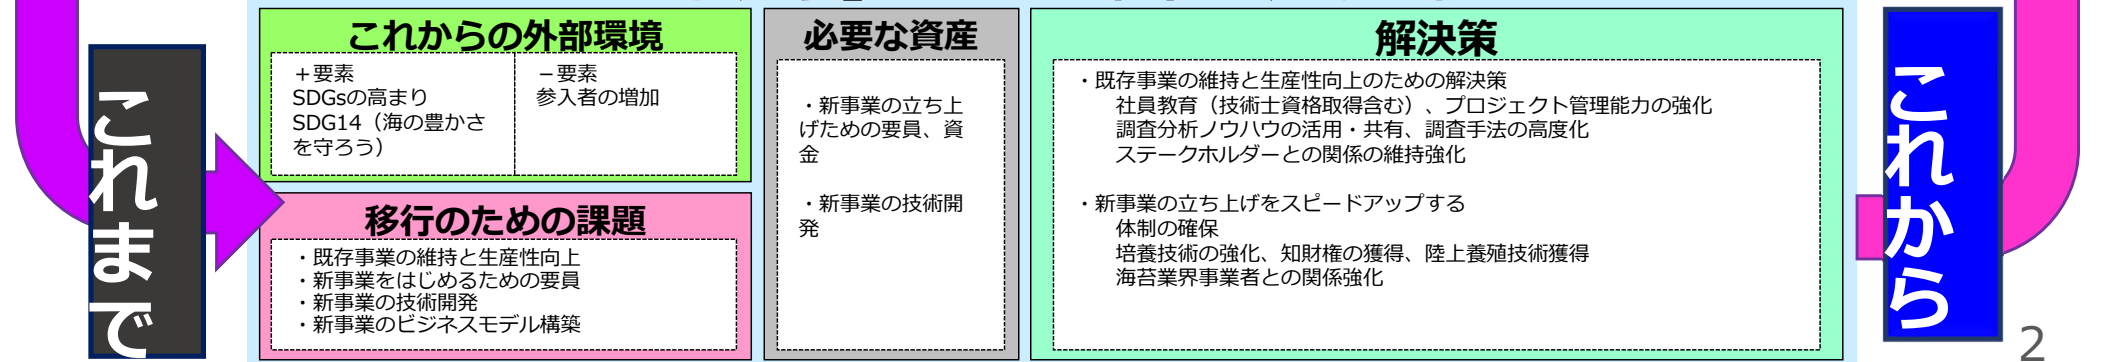 これまで
これからの外部環境
+要素
SDGsの高まり
SDG14(海の豊かさ
を守ろう)
-要素
参入者の増加
移行のための課題
・既存事業の維持と生産性向上
・新事業をはじめるための要員
・新事業の技術開発
・新事業のビジネスモデル構築
必要な資産
・新事業の立ち上
げための要員、資
金
・新事業の技術開
発
解決策
・既存事業の維持と生産性向上のための解決策
社員教育(技術士資格取得含む)、プロジェクト管理能力の強化
調査分析ノウハウの活用・共有、調査手法の高度化
ステークホルダーとの関係の維持強化
・新事業の立ち上げをスピードアップする
体制の確保
培養技術の強化、知財権の獲得、陸上養殖技術獲得
海苔業界事業者との関係強化
これから
2